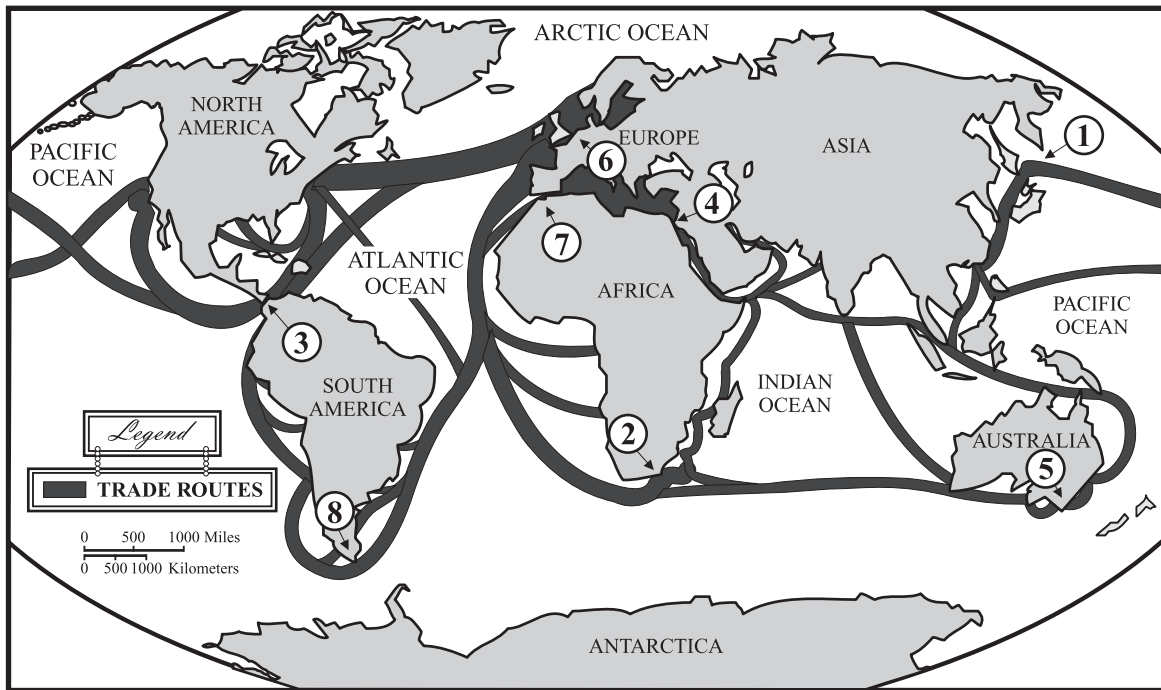 ARCTIC OCEAN
NORTH
AMERICA
EUROPE
ASIA
1
PACIFIC
OCEAN
6
4
7
ATLANTIC
OCEAN
AFRICA
PACIFIC
OCEAN
3
SOUTH
AMERICA
INDIAN
OCEAN
2
AUSTRALIA
5
8
Legend
TRADE ROUTES
0 500 1000 Miles
0 500 1000 Kilometers
ANTARCTICA